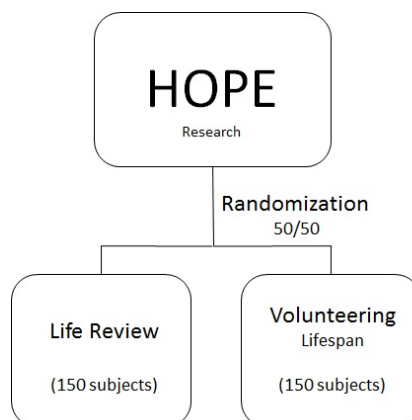 HOPE
Research
Randomization
50/50
Life Review
(150 subjects)
Volunteering
Lifespan
(150 subjects)